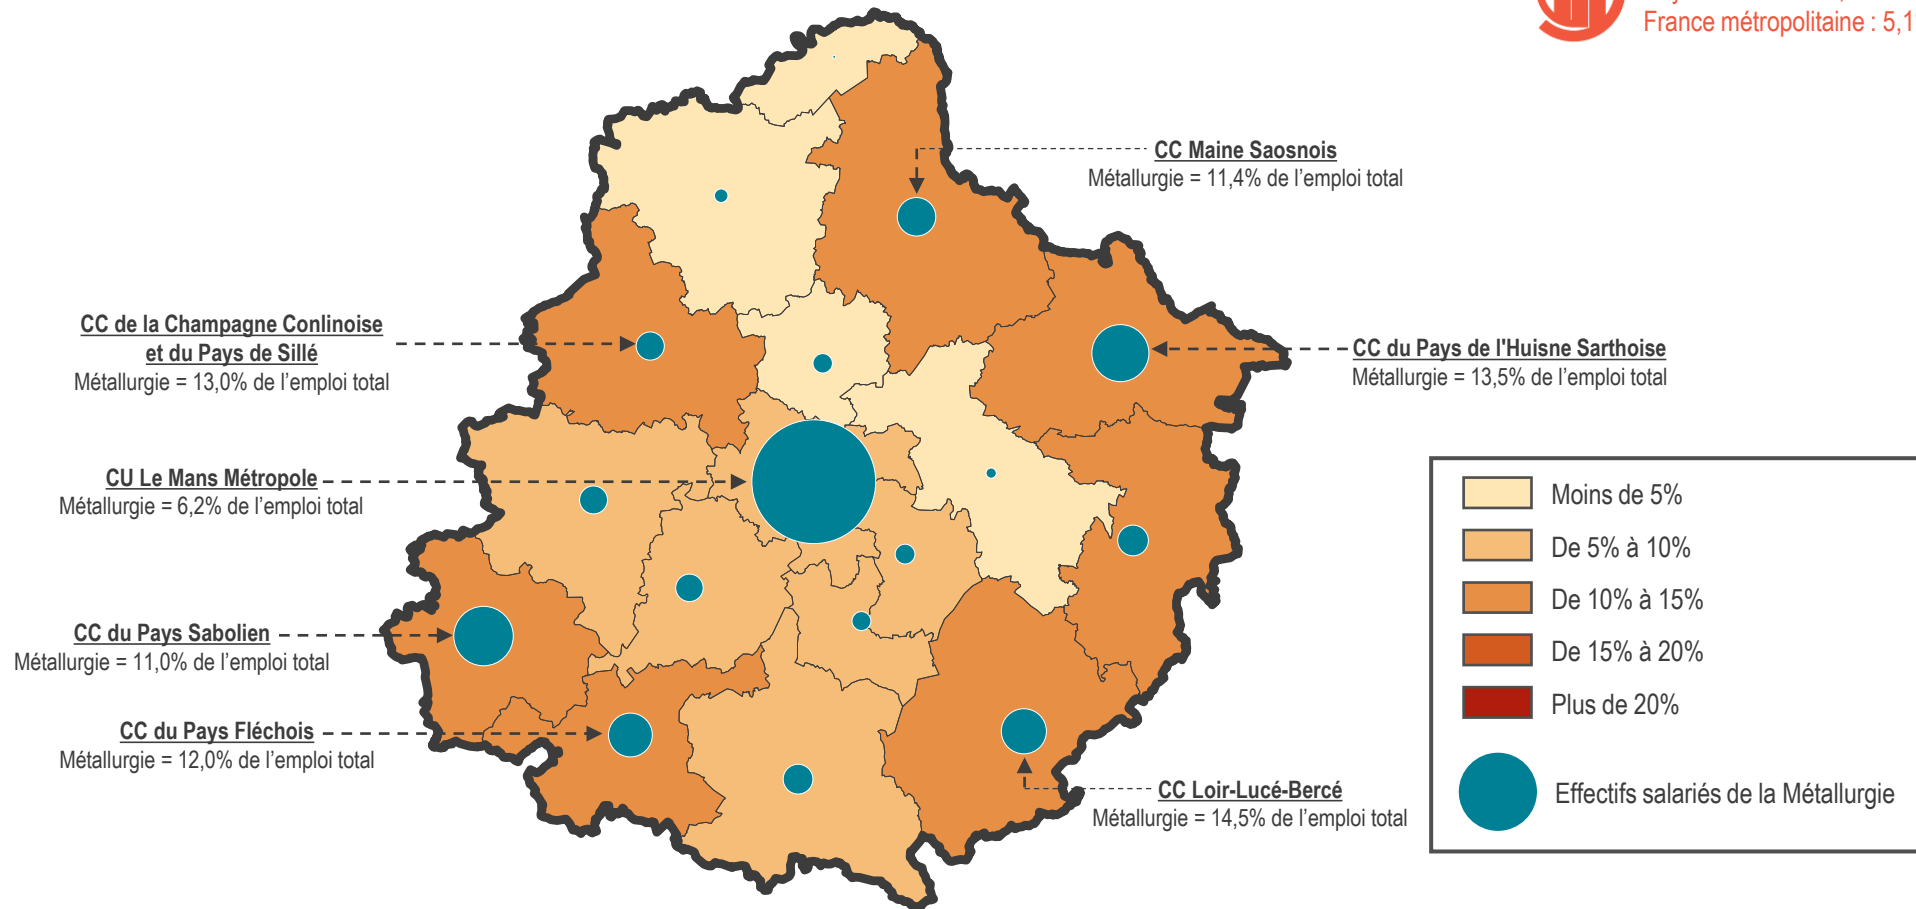 France métropolitaine : 5,1
CC Maine Saosnois
Métallurgie = 11,4% de l’emploi total
CC de la Champagne Conlinoise
et du Pays de Sillé
Métallurgie = 13,0% de l’emploi total
CC du Pays de l'Huisne Sarthoise
Métallurgie = 13,5% de l’emploi total
CU Le Mans Métropole
Métallurgie = 6,2% de l’emploi total
CC du Pays Sabolien
Métallurgie = 11,0% de l’emploi total
CC du Pays Fléchois
Métallurgie = 12,0% de l’emploi total
CC Loir-Lucé-Bercé
Métallurgie = 14,5% de l’emploi total
Moins de 5%
De 5% à 10%
De 10% à 15%
De 15% à 20%
Plus de 20%
Effectifs salariés de la Métallurgie